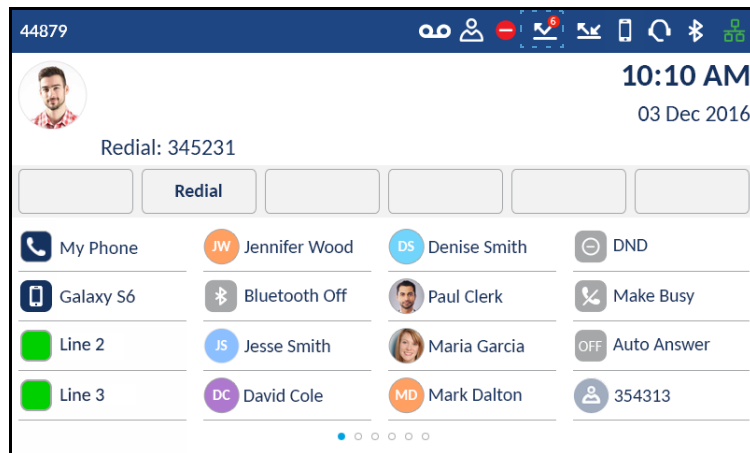 44879
6
10:10 AM
03 Dec 2016
Redial: 345231
Redial
My Phone
JW Jennifer Wood
DS Denise Smith
DND
Galaxy S6
Bluetooth Off
Paul Clerk
Make Busy
Line 2
JS Jesse Smith
Maria Garcia
OFF Auto Answer
Line 3
DC David Cole
MD Mark Dalton
354313